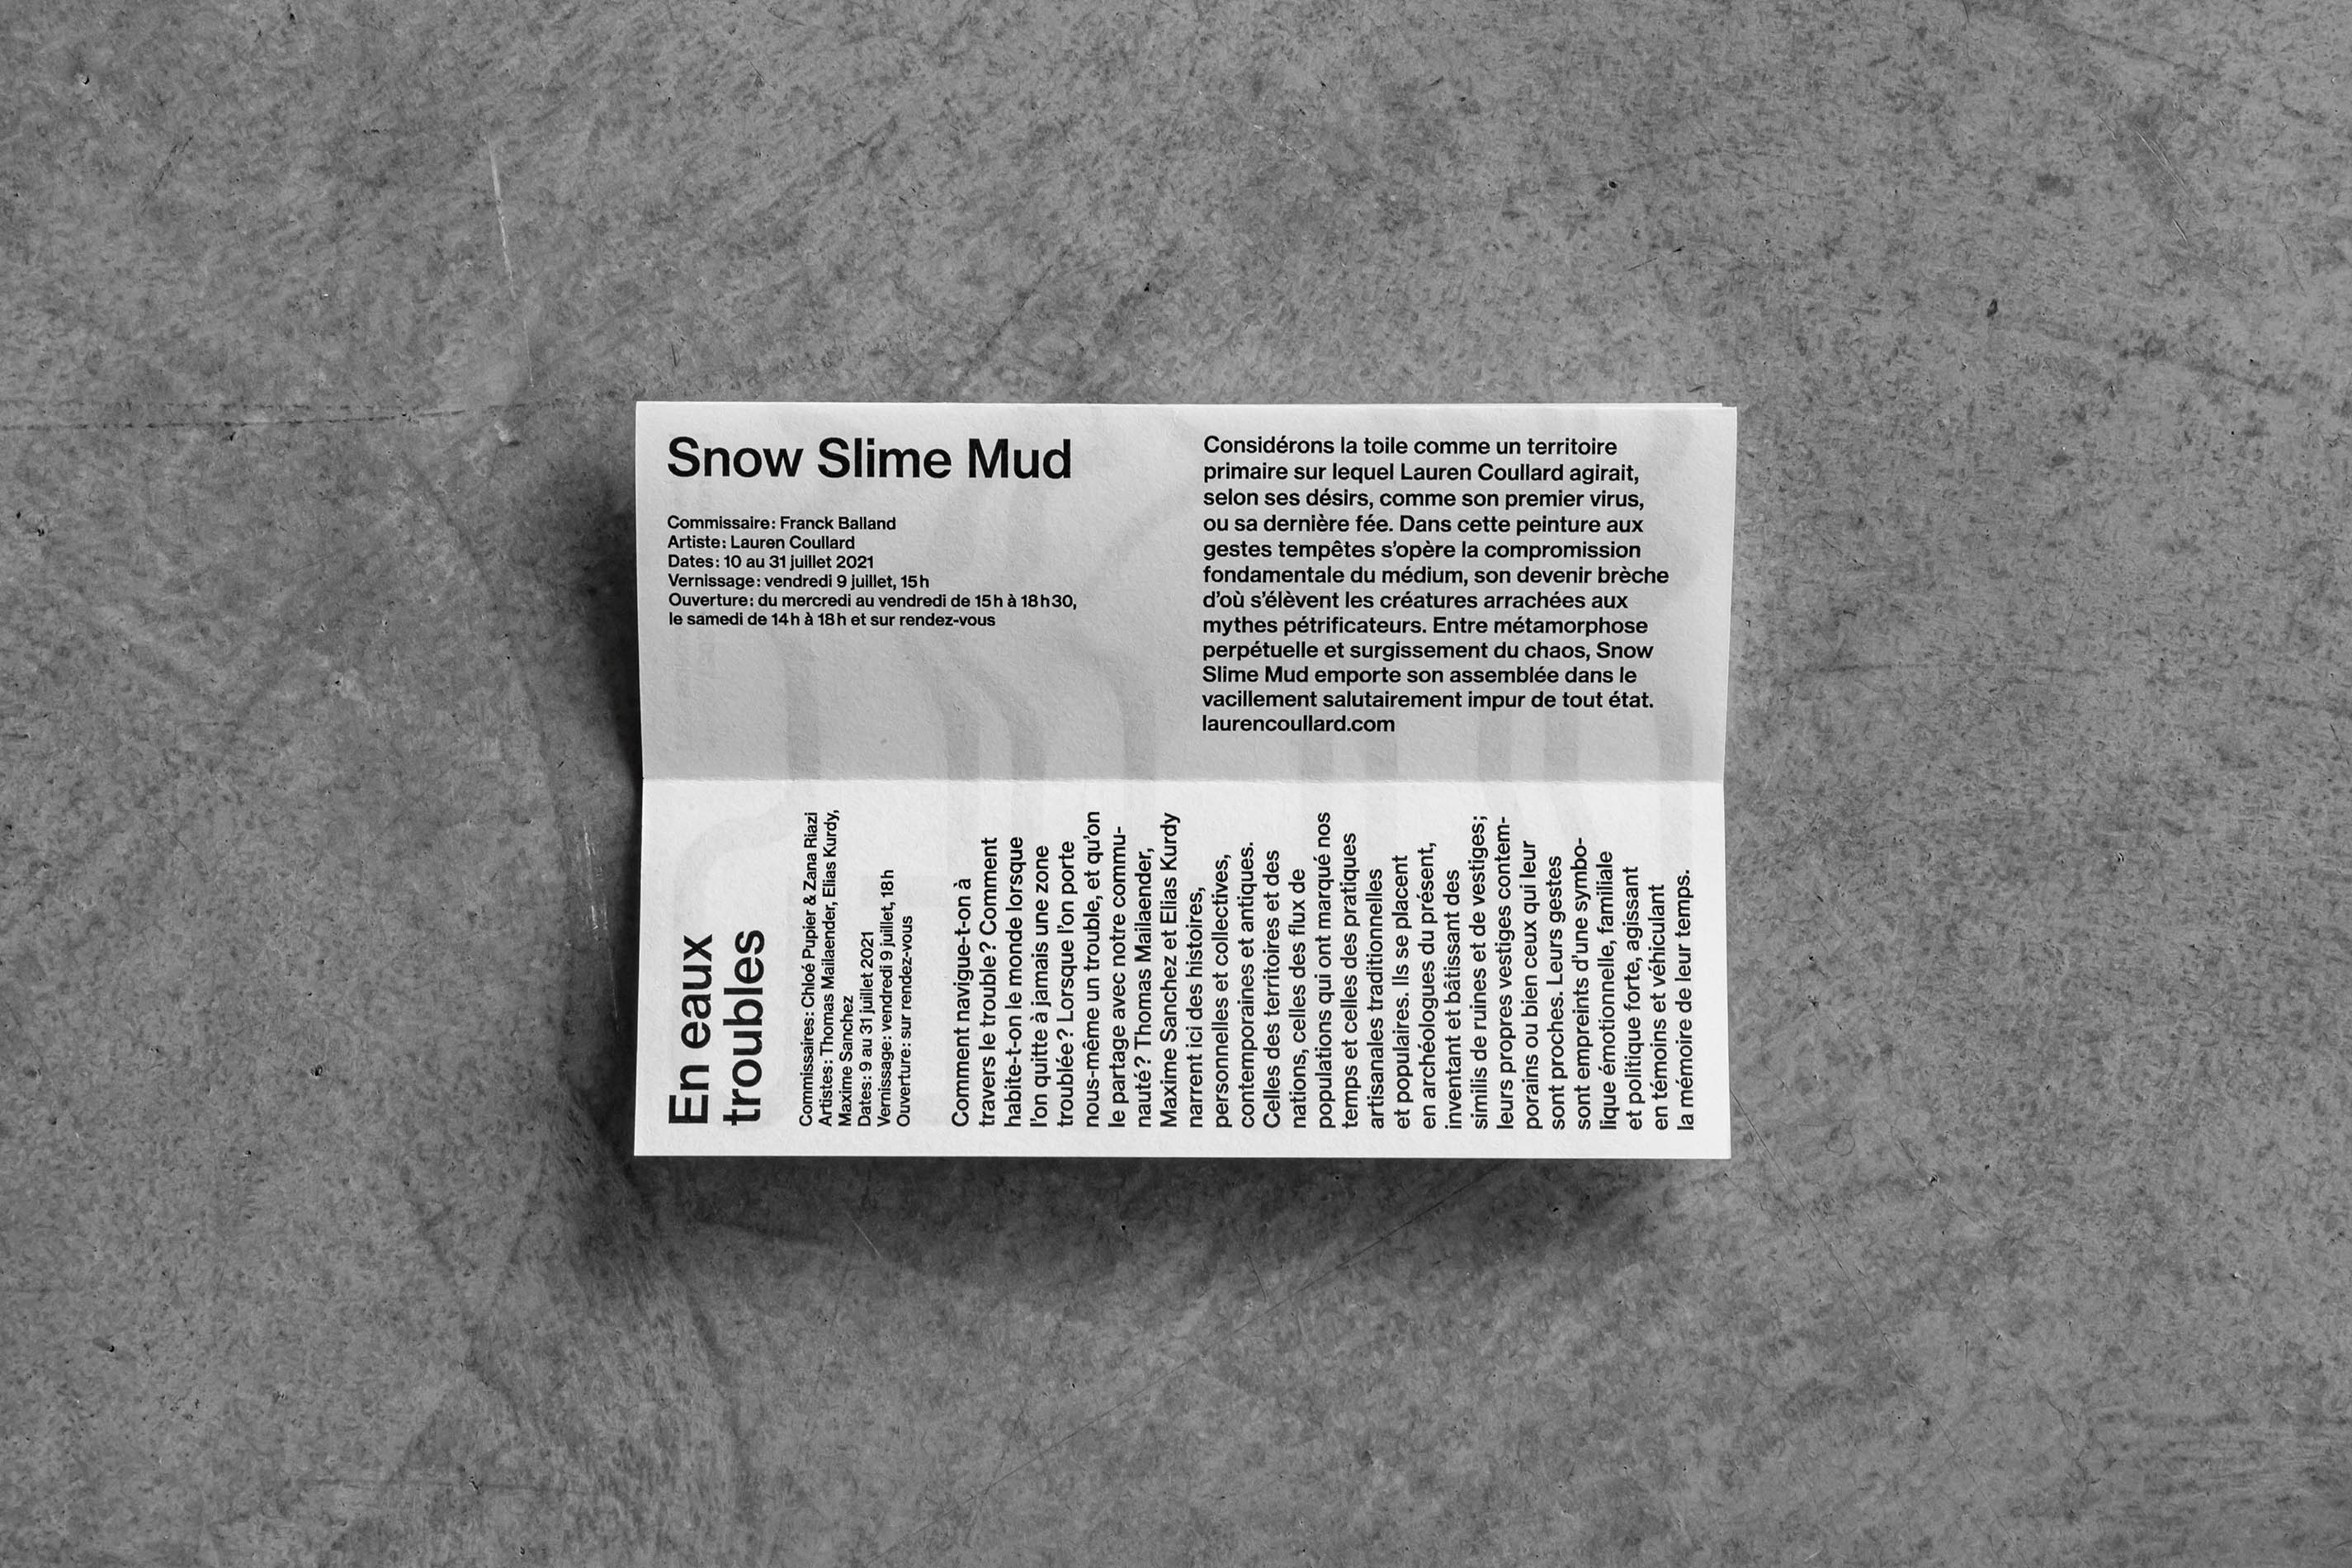 Snow Slime Mud
Commissaire: Franck Balland
Artiste: Lauren Coullard
Dates: 10 au 31 juillet 2021
Vernissage: vendredi 9 juillet, 15h
Ouverture: du mercredi au vendredi de 15h à 18h30,
le samedi de 14h à 18h et sur rendez-vous
Considérons la toile comme un territoire
primaire sur lequel Lauren Coullard agirait,
selon ses désirs, comme son premier virus,
ou sa dernière fée. Dans cette peinture aux
gestes tempêtes s’opère la compromission
fondamentale du médium, son devenir brèche
d’où s’élèvent les créatures arrachées aux
mythes pétrificateurs. Entre métamorphose
perpétuelle et surgissement du chaos, Snow
Slime Mud emporte son assemblée dans le
vacillement salutairement impur de tout état.
laurencoullard.com
En eaux
troubles
Commissaires: Chloé Pupier & Zana Riazi
Artistes: Thomas Mailaender, Elias Kurdy,
Maxime Sanchez
Dates: 9 au 31 juillet 2021
Vernissage: vendredi 9 juillet, 18h
Ouverture: sur rendez-vous
Comment navigue-t-on à
travers le trouble? Comment
habite-t-on le monde lorsque
l’on quitte à jamais une zone
troublée? Lorsque l’on porte
nous-même un trouble, et qu’on
le partage avec notre commu-
nauté? Thomas Mailaender,
Maxime Sanchez et Elias Kurdy
narrent ici des histoires,
personnelles et collectives,
contemporaines et antiques.
Celles des territoires et des
nations, celles des flux de
populations qui ont marqué nos
temps et celles des pratiques
artisanales traditionnelles
et populaires. Ils se placent
en archéologues du présent,
inventant et bâtissant des
similis de ruines et de vestiges;
leurs propres vestiges contem-
porains ou bien ceux qui leur
sont proches. Leurs gestes
sont empreints d’une symbo-
lique émotionnelle, familiale
et politique forte, agissant
en témoins et véhiculant
la mémoire de leur temps.